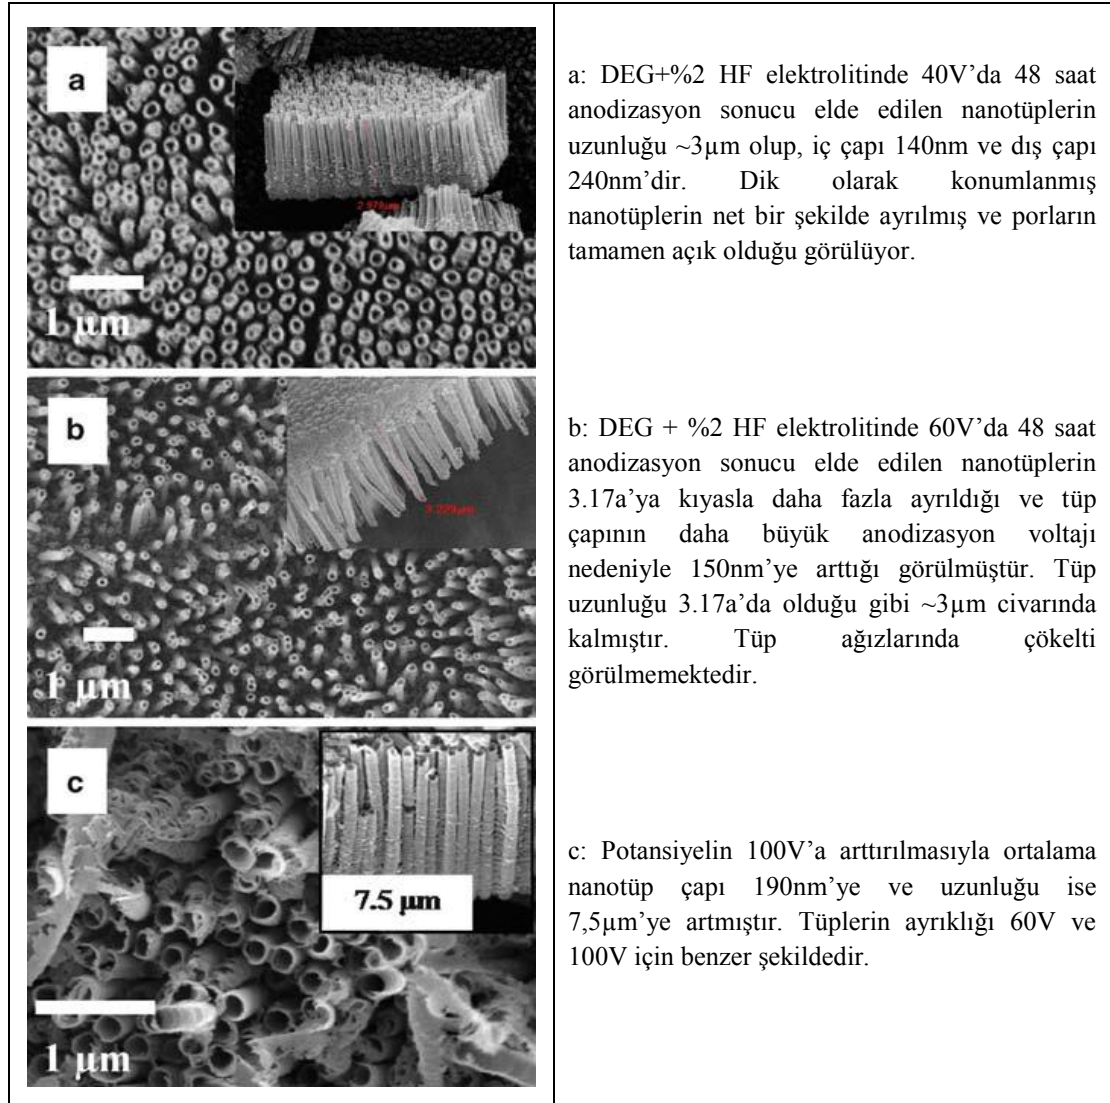 a
2.978µm
1 µm
a: DEG+%2 HF elektrolitinde 40V’da 48 saat
anodizasyon sonucu elde edilen nanotüplerin
uzunluğu ~3µm olup, iç çapı 140nm ve dış çapı
240nm’dir. Dik olarak konumlanmış
nanotüplerin net bir şekilde ayrılmış ve porların
tamamen açık olduğu görülüyor.
b
1 µm
b: DEG + %2 HF elektrolitinde 60V’da 48 saat
anodizasyon sonucu elde edilen nanotüplerin
3.17a’ya kıyasla daha fazla ayrıldığı ve tüp
çapının daha büyük anodizasyon voltajı
nedeniyle 150nm’ye arttığı görülmüştür. Tüp
uzunluğu 3.17a’da olduğu gibi ~3µm civarında
kalmıştır. Tüp ağızlarında çökelti
görülmemektedir.
c
7.5 µm
1 µm
c: Potansiyelin 100V’a arttırılmasıyla ortalama
nanotüp çapı 190nm’ye ve uzunluğu ise
7,5µm’ye artmıştır. Tüplerin ayrıklığı 60V ve
100V için benzer şekildedir.